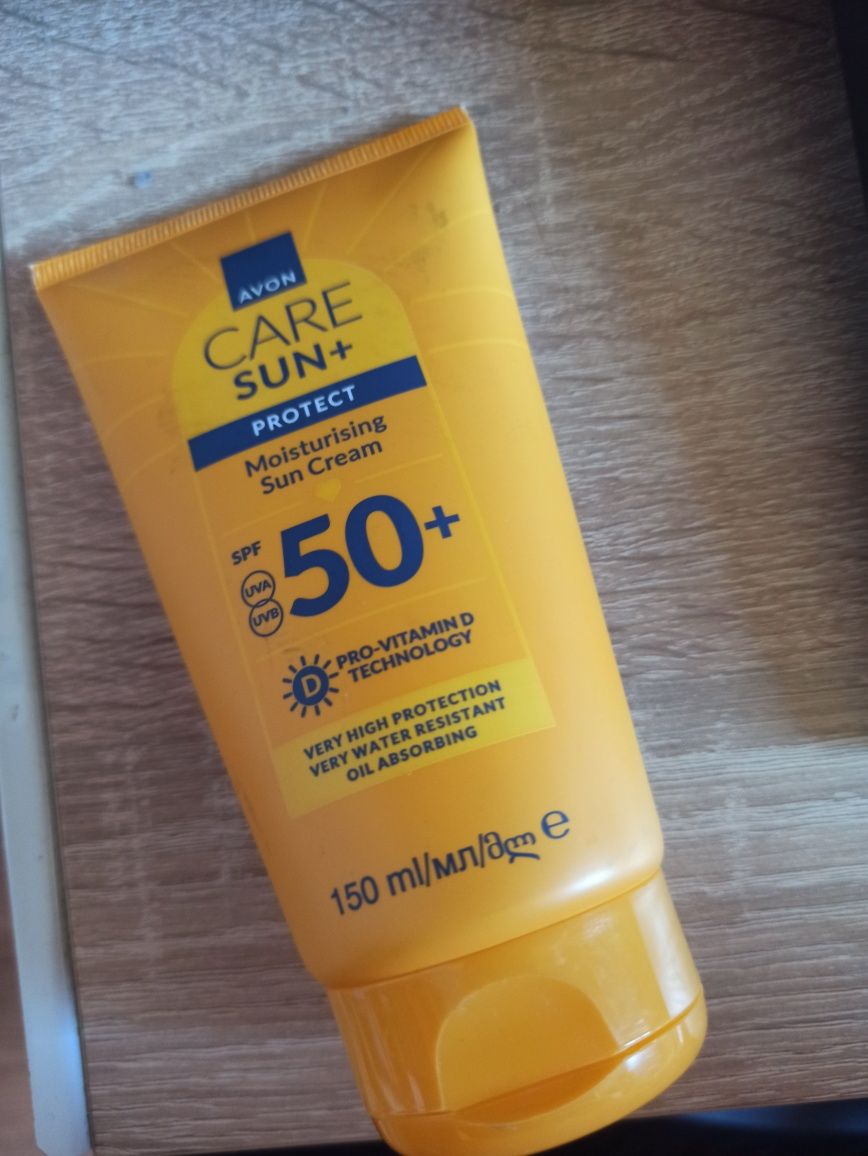 AVON
CARE
SUN+
PROTECT
Moisturising
Sun Cream
SPF
50+
UVA
UVB
D
PRO-VITAMIN D
TECHNOLOGY
VERY HIGH PROTECTION
VERY WATER RESISTANT
OIL ABSORBING
150 ml/мл/მლ e